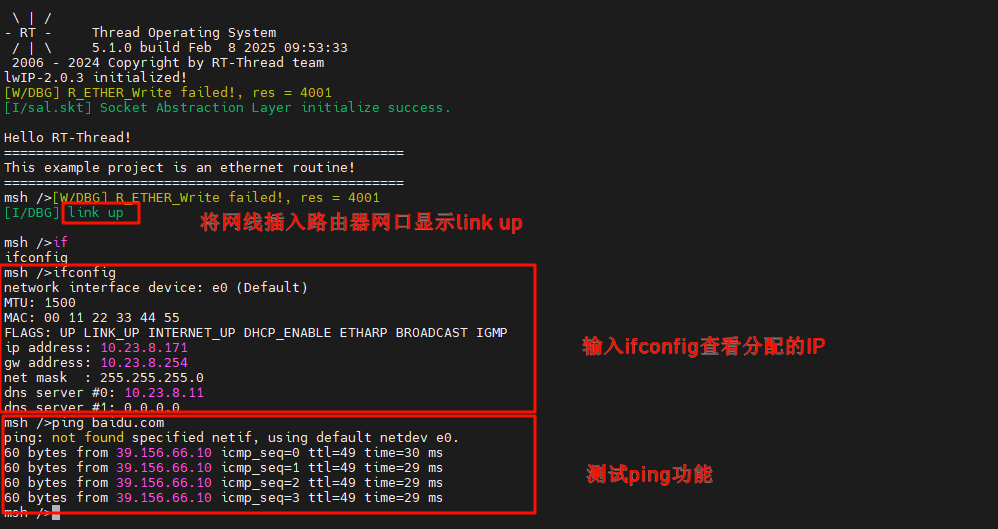 \ | /
- RT -     Thread Operating System
 / | \     5.1.0 build Feb  8 2025 09:53:33
 2006 - 2024 Copyright by RT-Thread team
lwIP-2.0.3 initialized!
[W/DBG] R_ETHER_Write failed!, res = 4001
[I/sal.skt] Socket Abstraction Layer initialize success.
Hello RT-Thread!
==================================================
This example project is an ethernet routine!
==================================================
msh />[W/DBG] R_ETHER_Write failed!, res = 4001
[I/DBG] link up
将网线插入路由器网口显示link up
msh />if
ifconfig
msh />ifconfig
network interface device: e0 (Default)
MTU: 1500
MAC: 00 11 22 33 44 55
FLAGS: UP LINK_UP INTERNET_UP DHCP_ENABLE ETHARP BROADCAST IGMP
ip address: 10.23.8.171
输入ifconfig查看分配的IP
gw address: 10.23.8.254
net mask  : 255.255.255.0
dns server #0: 10.23.8.11
dns server #1: 0.0.0.0
msh />ping baidu.com
ping: not found specified netif, using default netdev e0.
60 bytes from 39.156.66.10 icmp_seq=0 ttl=49 time=30 ms
60 bytes from 39.156.66.10 icmp_seq=1 ttl=49 time=29 ms
测试ping功能
60 bytes from 39.156.66.10 icmp_seq=2 ttl=49 time=29 ms
60 bytes from 39.156.66.10 icmp_seq=3 ttl=49 time=29 ms
msh />